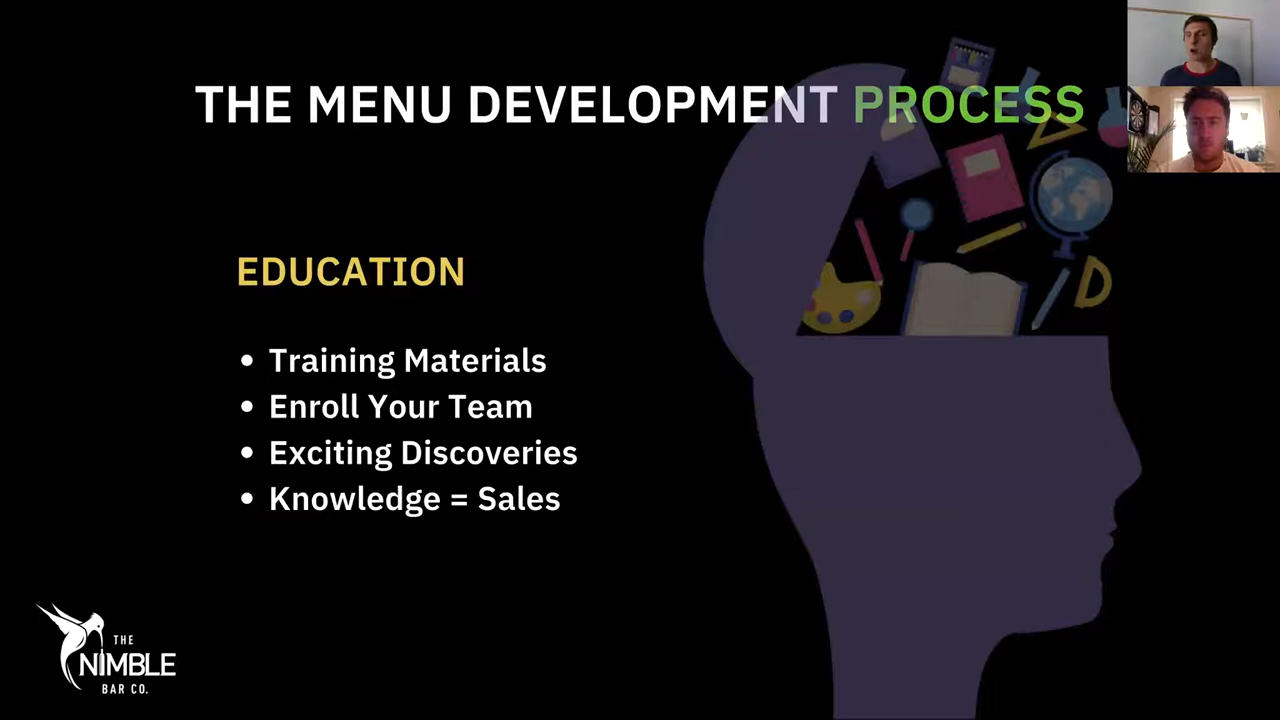 THE MENU DEVELOPMENT PROCESS
EDUCATION
• Training Materials
• Enroll Your Team
• Exciting Discoveries
• Knowledge = Sales
THE
NIMBLE
BAR CO.